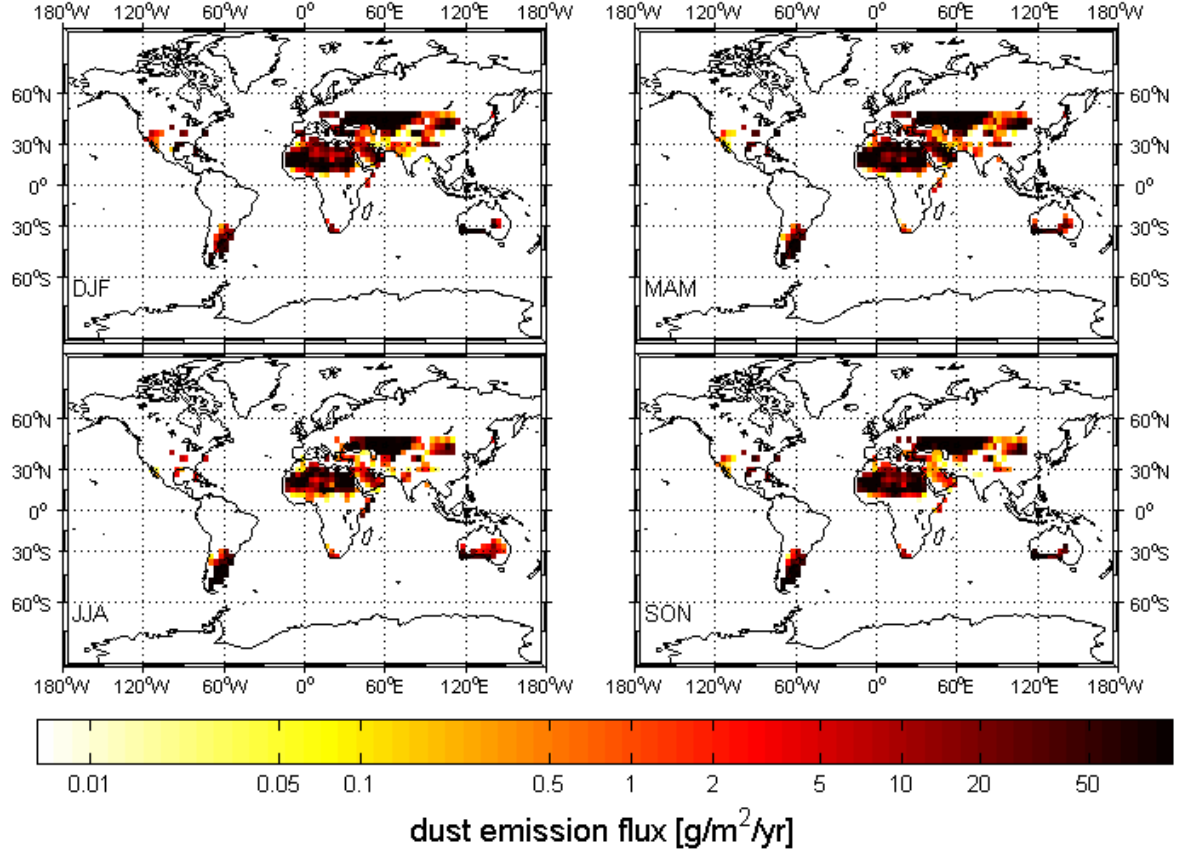 180°W 120°W 60°W 0° 60°E 120°E 180°W 180°W 120°W 60°W 0° 60°E 120°E 180°W
60°N 60°N
30°N 30°N
0° 0°
30°S 30°S
60°S 60°S
DJF MAM
60°N 60°N
30°N 30°N
0° 0°
30°S 30°S
60°S 60°S
JJA SON
180°W 120°W 60°W 0° 60°E 120°E 180°W 180°W 120°W 60°W 0° 60°E 120°E 180°W
0.01 0.05 0.1 0.5 1 2 5 10 20 50
dust emission flux [g/m²/yr]